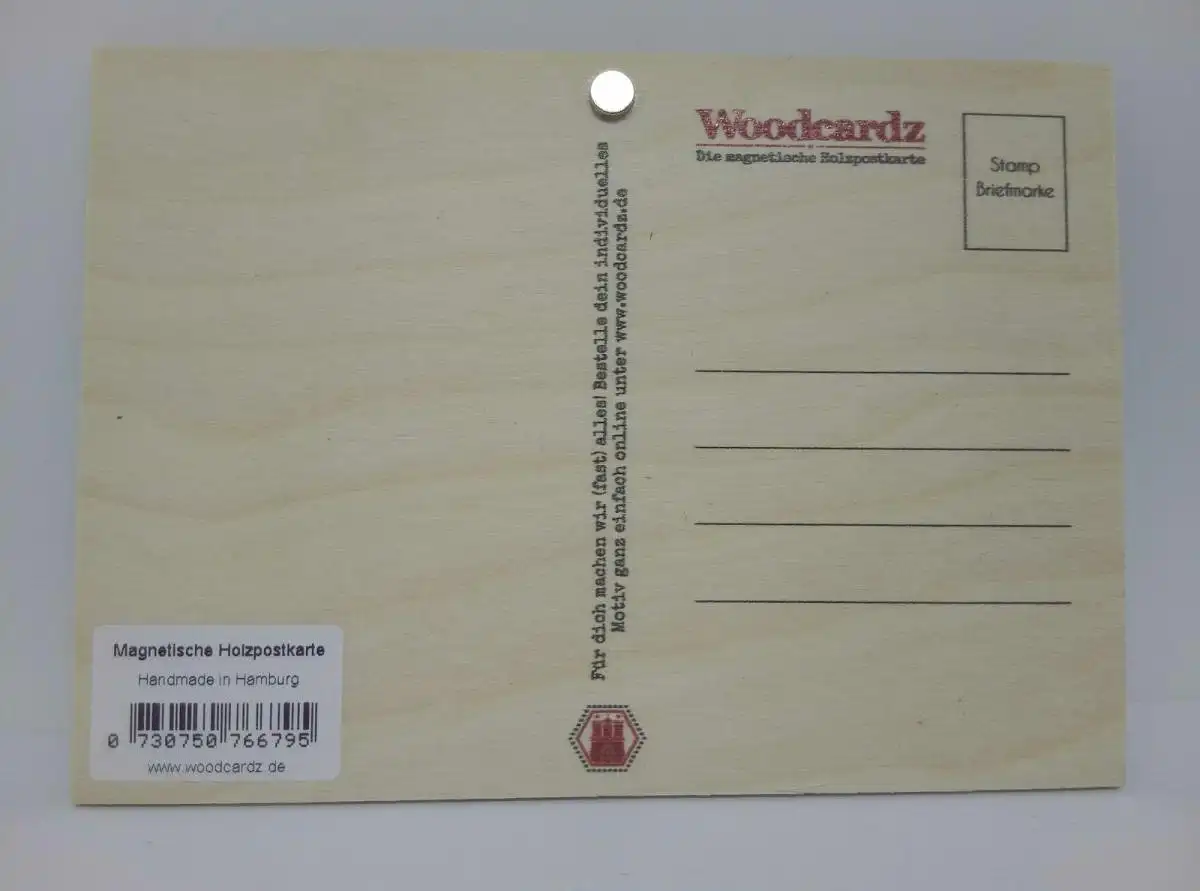 Woodcardz
Die magnetische Holzpostkarte
Stamp
Briefmarke
Für dich machen wir (fast) alles! Bestelle dein individuelles
Motiv ganz einfach online unter www.woodcardz.de
Magnetische Holzpostkarte
Handmade in Hamburg
0 730750 766795
www.woodcardz.de